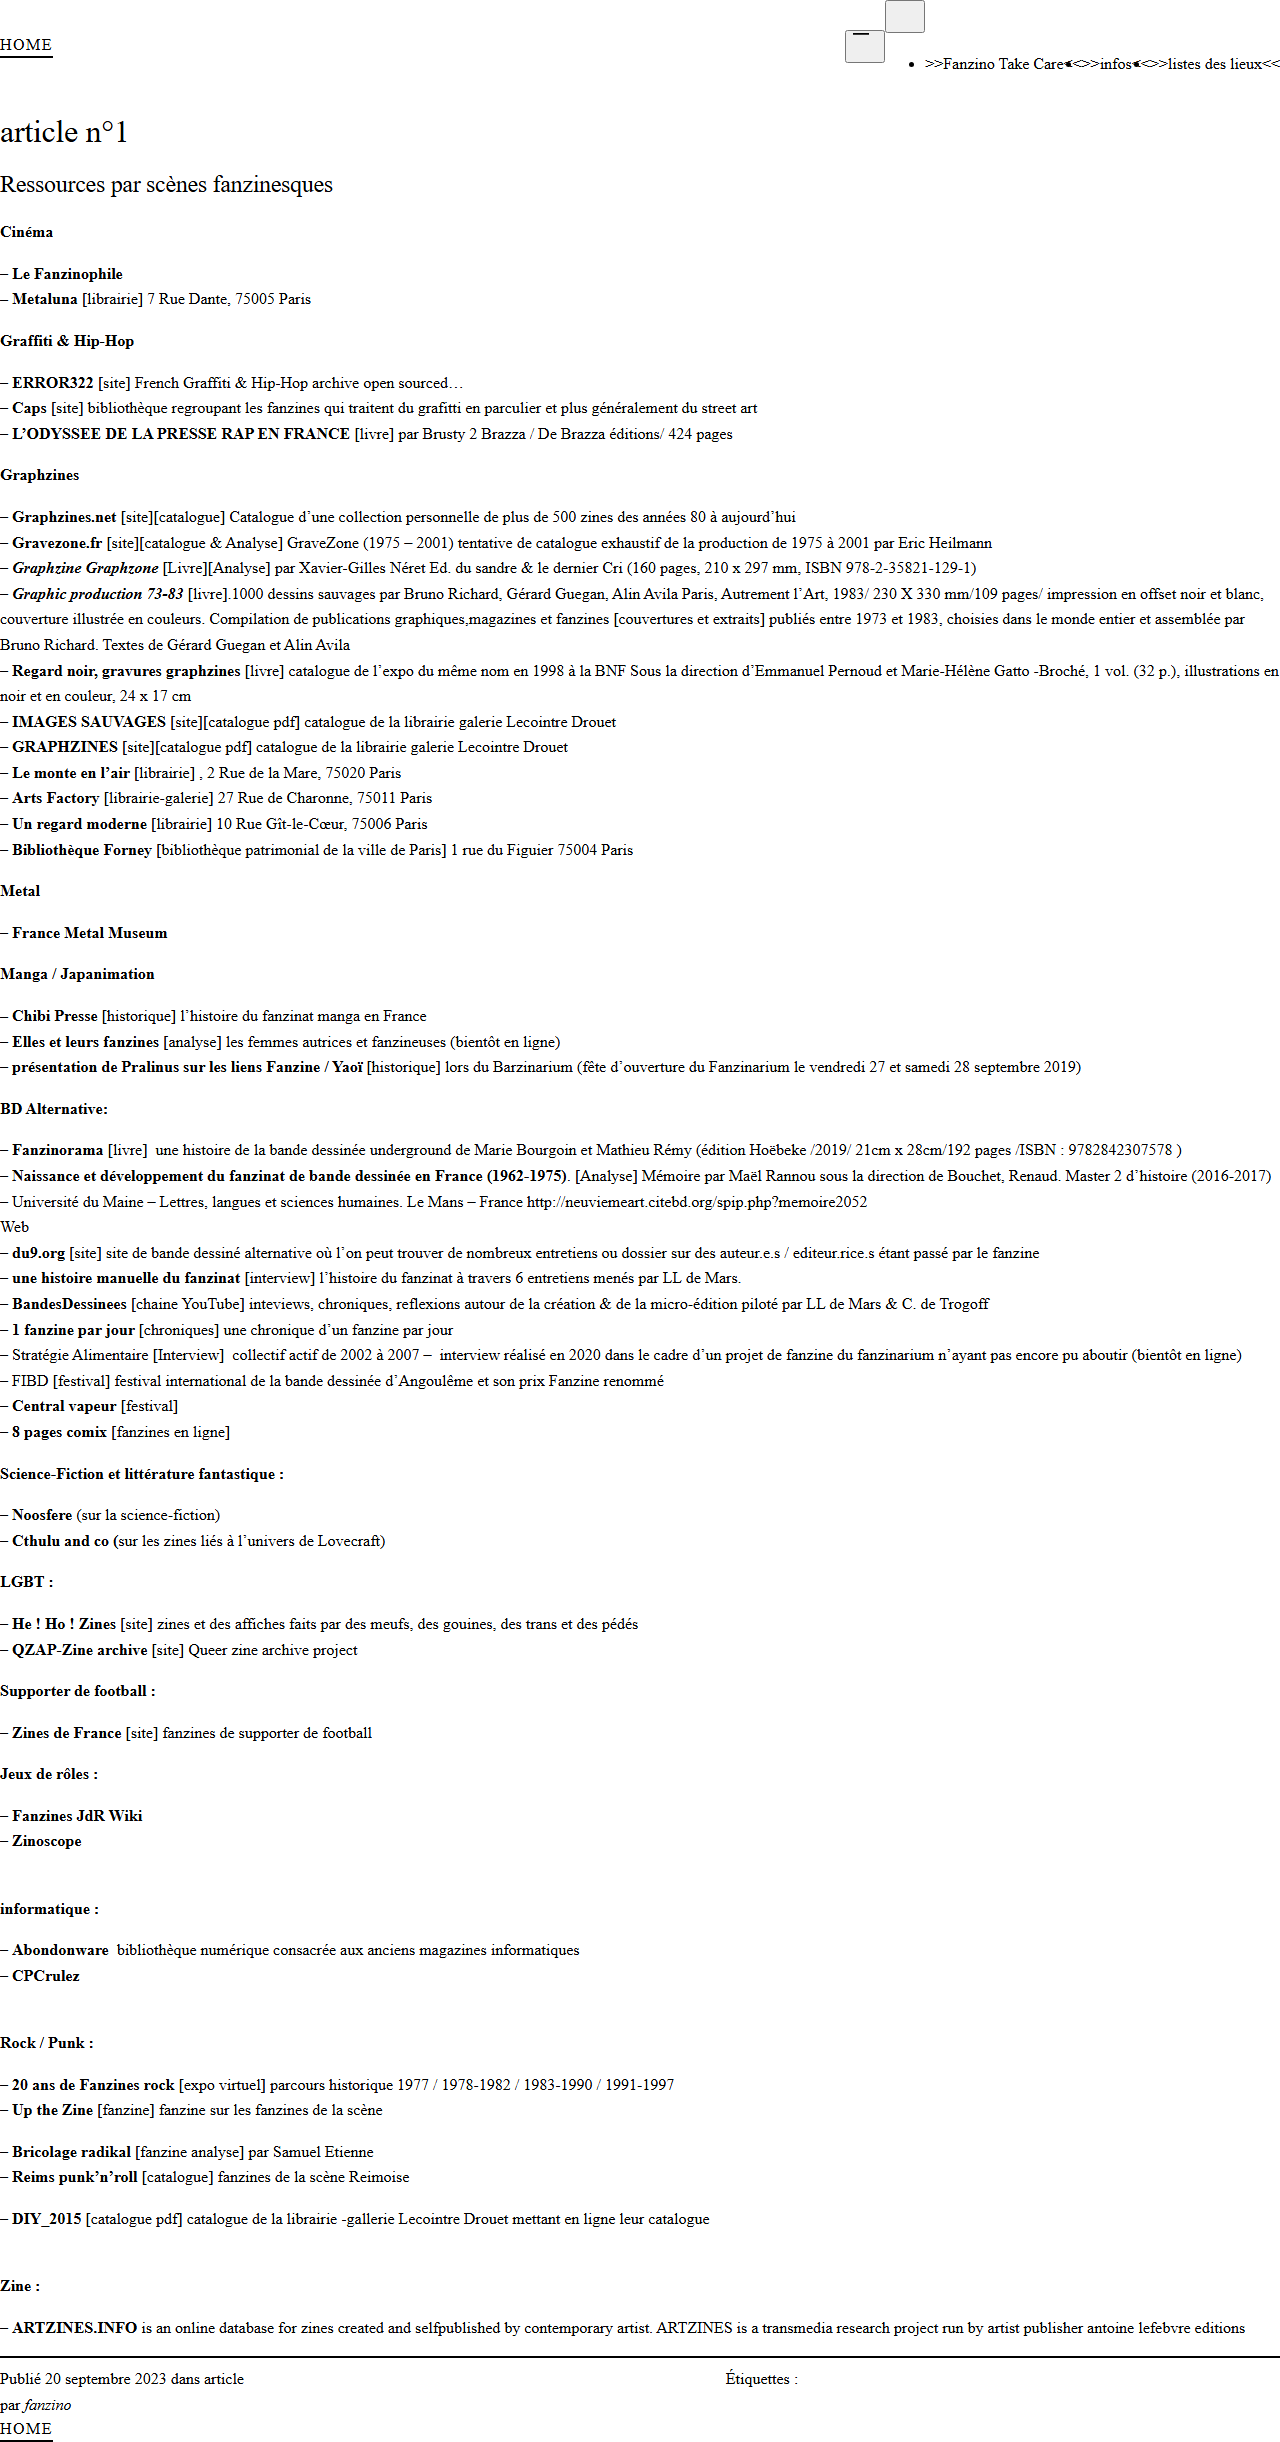 HOME
>>Fanzino Take Care<<
>>infos<<
>>listes des lieux<<
article n°1
Ressources par scènes fanzinesques
Cinéma
– Le Fanzinophile
– Metaluna [librairie] 7 Rue Dante, 75005 Paris
Graffiti & Hip-Hop
– ERROR322 [site] French Graffiti & Hip-Hop archive open sourced…
– Caps [site] bibliothèque regroupant les fanzines qui traitent du grafitti en parculier et plus généralement du street art
– L’ODYSSEE DE LA PRESSE RAP EN FRANCE [livre] par Brusty 2 Brazza / De Brazza éditions/ 424 pages
Graphzines
– Graphzines.net [site][catalogue] Catalogue d’une collection personnelle de plus de 500 zines des années 80 à aujourd’hui
– Gravezone.fr [site][catalogue & Analyse] GraveZone (1975 – 2001) tentative de catalogue exhaustif de la production de 1975 à 2001 par Eric Heilmann
– Graphzine Graphzone [Livre][Analyse] par Xavier-Gilles Néret Ed. du sandre & le dernier Cri (160 pages, 210 x 297 mm, ISBN 978-2-35821-129-1)
– Graphic production 73-83 [livre].1000 dessins sauvages par Bruno Richard, Gérard Guegan, Alin Avila Paris, Autrement l’Art, 1983/ 230 X 330 mm/109 pages/ impression en offset noir et blanc,
couverture illustrée en couleurs. Compilation de publications graphiques,magazines et fanzines [couvertures et extraits] publiés entre 1973 et 1983, choisies dans le monde entier et assemblée par
Bruno Richard. Textes de Gérard Guegan et Alin Avila
– Regard noir, gravures graphzines [livre] catalogue de l’expo du même nom en 1998 à la BNF Sous la direction d’Emmanuel Pernoud et Marie-Hélène Gatto -Broché, 1 vol. (32 p.), illustrations en
noir et en couleur, 24 x 17 cm
– IMAGES SAUVAGES [site][catalogue pdf] catalogue de la librairie galerie Lecointre Drouet
– GRAPHZINES [site][catalogue pdf] catalogue de la librairie galerie Lecointre Drouet
– Le monte en l’air [librairie] , 2 Rue de la Mare, 75020 Paris
– Arts Factory [librairie-galerie] 27 Rue de Charonne, 75011 Paris
– Un regard moderne [librairie] 10 Rue Gît-le-Cœur, 75006 Paris
– Bibliothèque Forney [bibliothèque patrimonial de la ville de Paris] 1 rue du Figuier 75004 Paris
Metal
– France Metal Museum
Manga / Japanimation
– Chibi Presse [historique] l’histoire du fanzinat manga en France
– Elles et leurs fanzines [analyse] les femmes autrices et fanzineuses (bientôt en ligne)
– présentation de Pralinus sur les liens Fanzine / Yaoï [historique] lors du Barzinarium (fête d’ouverture du Fanzinarium le vendredi 27 et samedi 28 septembre 2019)
BD Alternative:
– Fanzinorama [livre]  une histoire de la bande dessinée underground de Marie Bourgoin et Mathieu Rémy (édition Hoëbeke /2019/ 21cm x 28cm/192 pages /ISBN : 9782842307578 )
– Naissance et développement du fanzinat de bande dessinée en France (1962-1975). [Analyse] Mémoire par Maël Rannou sous la direction de Bouchet, Renaud. Master 2 d’histoire (2016-2017)
– Université du Maine – Lettres, langues et sciences humaines. Le Mans – France http://neuviemeart.citebd.org/spip.php?memoire2052
Web
– du9.org [site] site de bande dessiné alternative où l’on peut trouver de nombreux entretiens ou dossier sur des auteur.e.s / editeur.rice.s étant passé par le fanzine
– une histoire manuelle du fanzinat [interview] l’histoire du fanzinat à travers 6 entretiens menés par LL de Mars.
– BandesDessinees [chaine YouTube] inteviews, chroniques, reflexions autour de la création & de la micro-édition piloté par LL de Mars & C. de Trogoff
– 1 fanzine par jour [chroniques] une chronique d’un fanzine par jour
– Stratégie Alimentaire [Interview]  collectif actif de 2002 à 2007 –  interview réalisé en 2020 dans le cadre d’un projet de fanzine du fanzinarium n’ayant pas encore pu aboutir (bientôt en ligne)
– FIBD [festival] festival international de la bande dessinée d’Angoulême et son prix Fanzine renommé
– Central vapeur [festival]
– 8 pages comix [fanzines en ligne]
Science-Fiction et littérature fantastique :
– Noosfere (sur la science-fiction)
– Cthulu and co (sur les zines liés à l’univers de Lovecraft)
LGBT :
– He ! Ho ! Zines [site] zines et des affiches faits par des meufs, des gouines, des trans et des pédés
– QZAP-Zine archive [site] Queer zine archive project
Supporter de football :
– Zines de France [site] fanzines de supporter de football
Jeux de rôles :
– Fanzines JdR Wiki
– Zinoscope
informatique :
– Abondonware  bibliothèque numérique consacrée aux anciens magazines informatiques
– CPCrulez
Rock / Punk :
– 20 ans de Fanzines rock [expo virtuel] parcours historique 1977 / 1978-1982 / 1983-1990 / 1991-1997
– Up the Zine [fanzine] fanzine sur les fanzines de la scène
– Bricolage radikal [fanzine analyse] par Samuel Etienne
– Reims punk’n’roll [catalogue] fanzines de la scène Reimoise
– DIY_2015 [catalogue pdf] catalogue de la librairie -gallerie Lecointre Drouet mettant en ligne leur catalogue
Zine :
– ARTZINES.INFO is an online database for zines created and selfpublished by contemporary artist. ARTZINES is a transmedia research project run by artist publisher antoine lefebvre editions
Publié 20 septembre 2023 dans article
par fanzino
Étiquettes :
HOME